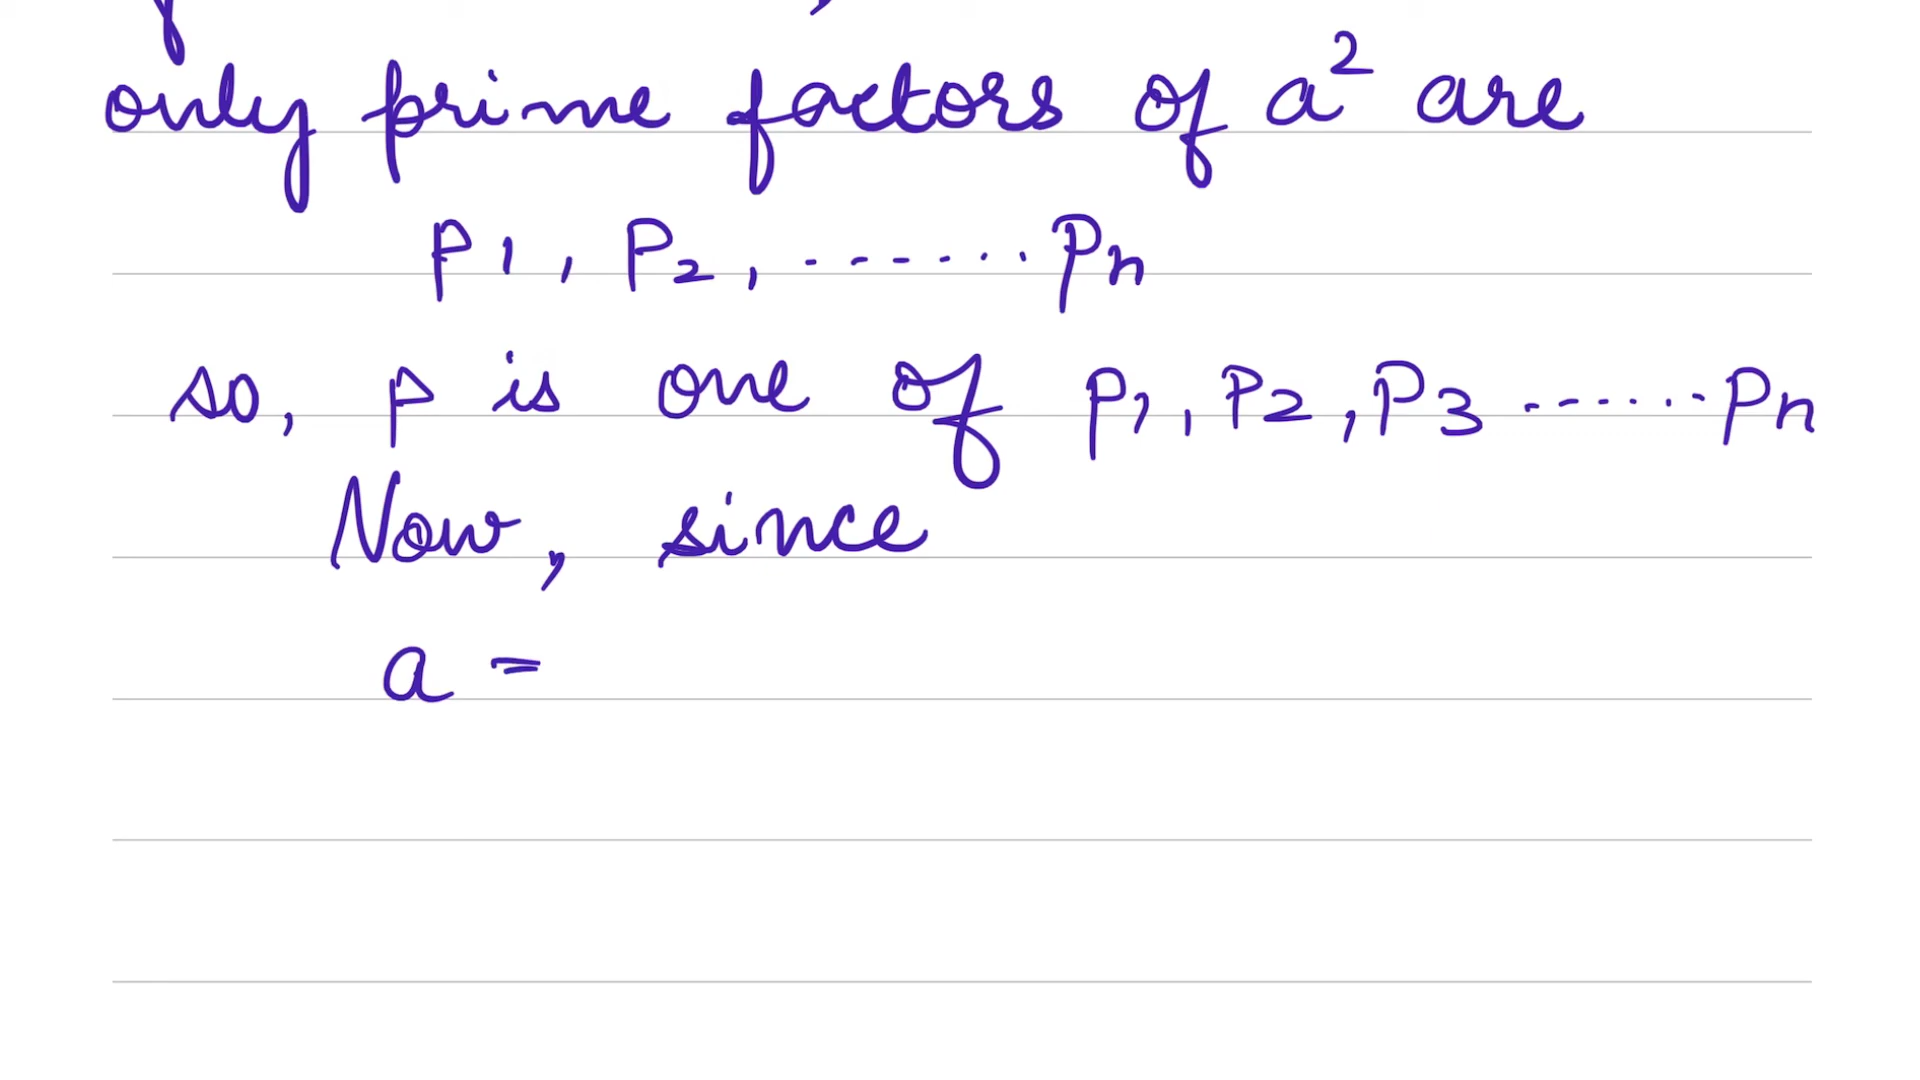 only prime factors of a² are
p1, p₂, ....... pₙ
so, p is one of p₁, p₂, p₃ ....... pₙ
Now, since
a =